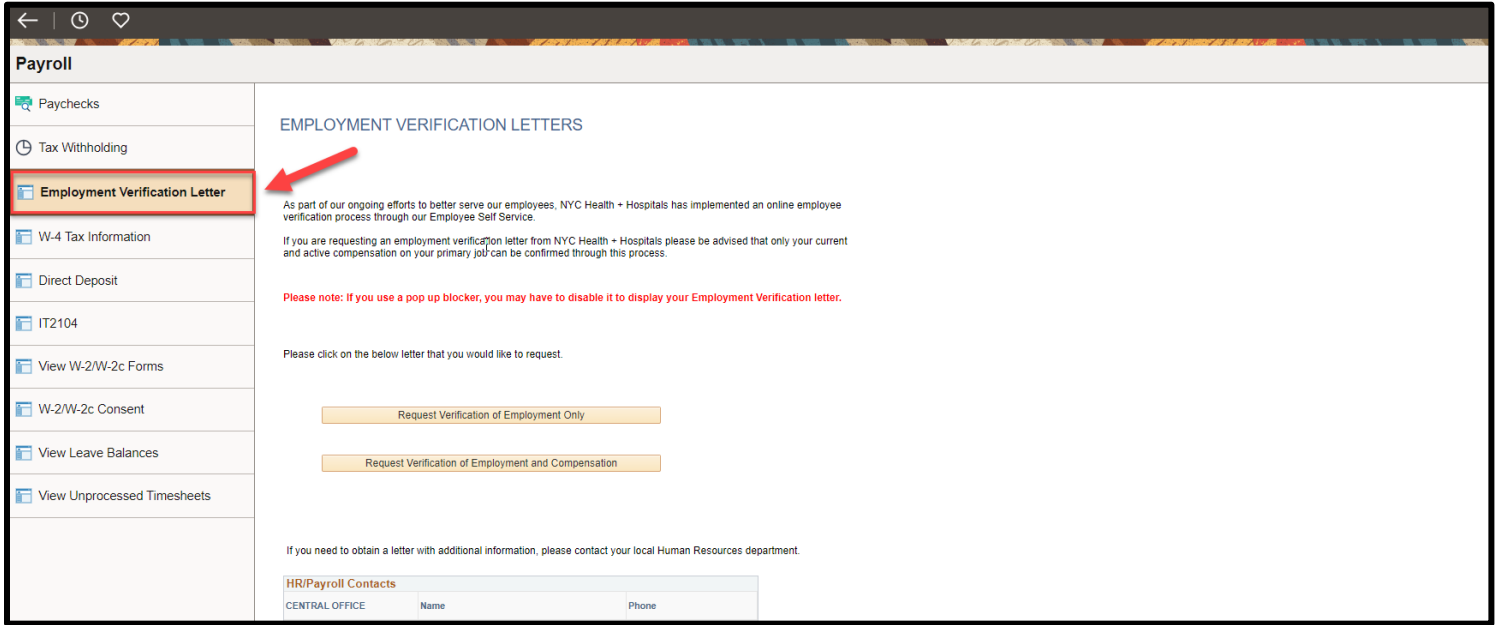 Payroll
Paychecks
Tax Withholding
Employment Verification Letter
W-4 Tax Information
Direct Deposit
IT2104
View W-2/W-2c Forms
W-2/W-2c Consent
View Leave Balances
View Unprocessed Timesheets
EMPLOYMENT VERIFICATION LETTERS
As part of our ongoing efforts to better serve our employees, NYC Health + Hospitals has implemented an online employee
verification process through our Employee Self Service.
If you are requesting an employment verification letter from NYC Health + Hospitals please be advised that only your current
and active compensation on your primary job can be confirmed through this process.
Please note: If you use a pop up blocker, you may have to disable it to display your Employment Verification letter.
Please click on the below letter that you would like to request.
Request Verification of Employment Only
Request Verification of Employment and Compensation
If you need to obtain a letter with additional information, please contact your local Human Resources department.
HR/Payroll Contacts
CENTRAL OFFICE Name Phone